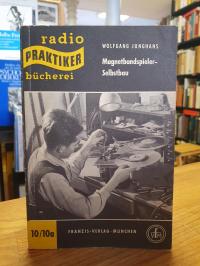 radio
PRAKTIKER
bücherei
WOLFGANG JUNGHANS
Magnetbandspieler-
Selbstbau
10/10a
FRANZIS-VERLAG · MÜNCHEN